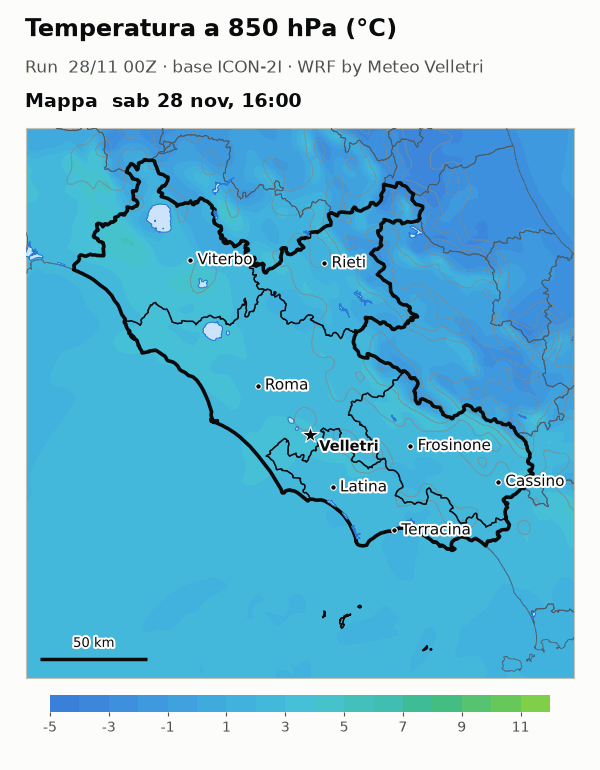 Temperatura a 850 hPa (°C)
Run  28/11 00Z · base ICON-2I · WRF by Meteo Velletri
Mappa  sab 28 nov, 16:00
Viterbo
Rieti
Roma
Velletri
Frosinone
Cassino
Latina
Terracina
50 km
-5 -3 -1 1 3 5 7 9 11